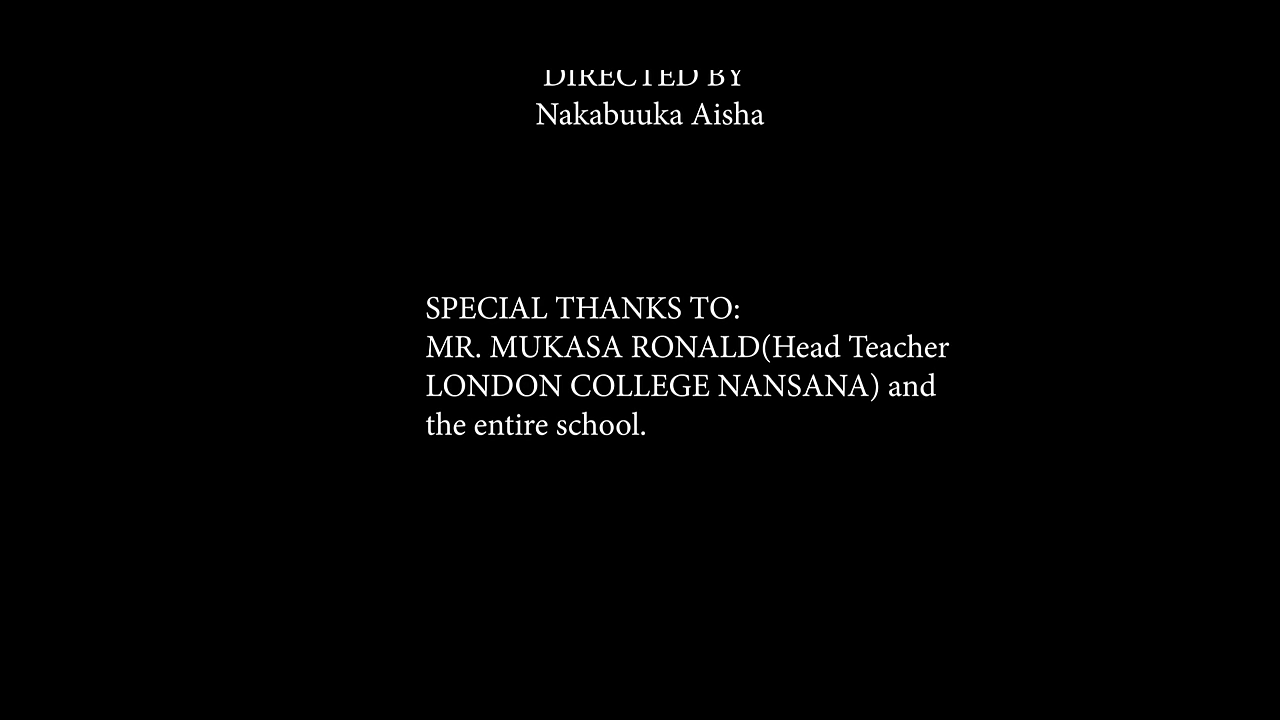 DIRECTED BY
Nakabuuka Aisha
SPECIAL THANKS TO:
MR. MUKASA RONALD(Head Teacher
LONDON COLLEGE NANSANA) and
the entire school.